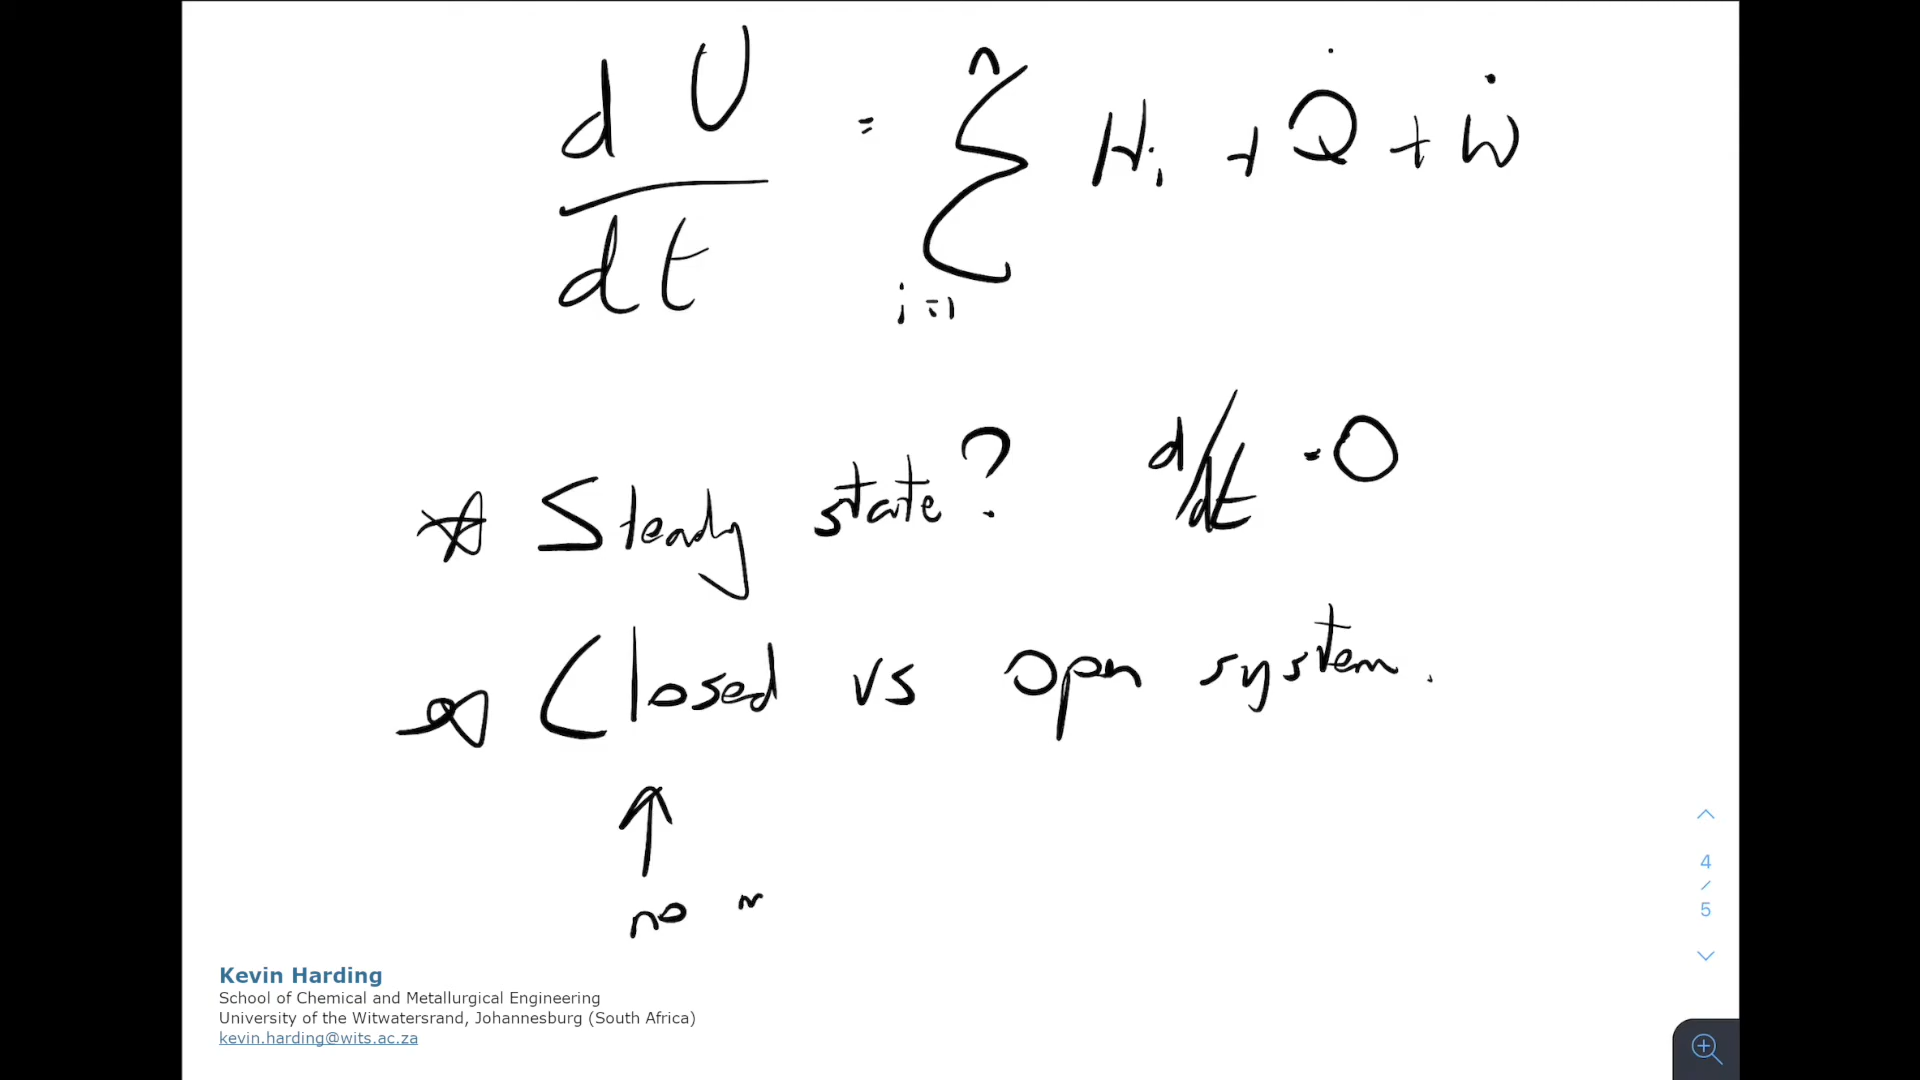 dU/dt = n Σ i=1 Hi + Q̇ + Ẇ
* Steady state? d/dt = 0
* Closed vs open system.
↑
no m
4
/
5
Kevin Harding
School of Chemical and Metallurgical Engineering
University of the Witwatersrand, Johannesburg (South Africa)
kevin.harding@wits.ac.za